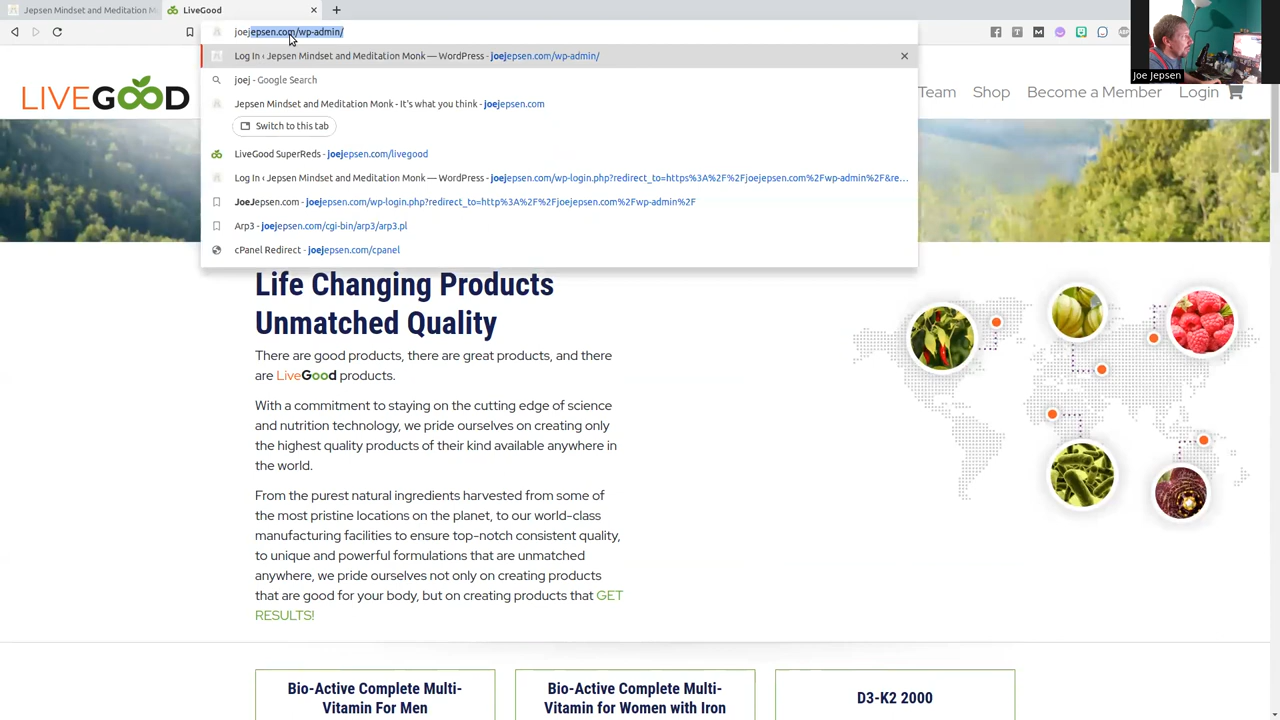 Jepsen Mindset and Meditation M
LiveGood
joejepsen.com/wp-admin/
Log In ‹ Jepsen Mindset and Meditation Monk — WordPress - joejepsen.com/wp-admin/
joej - Google Search
Jepsen Mindset and Meditation Monk - It's what you think - joejepsen.com
Switch to this tab
LiveGood SuperReds - joejepsen.com/livegood
Log In ‹ Jepsen Mindset and Meditation Monk — WordPress - joejepsen.com/wp-login.php?redirect_to=https%3A%2F%2Fjoejepsen.com%2Fwp-admin%2F&re...
JoeJepsen.com - joejepsen.com/wp-login.php?redirect_to=http%3A%2F%2Fjoejepsen.com%2Fwp-admin%2F
Arp3 - joejepsen.com/cgi-bin/arp3/arp3.pl
cPanel Redirect - joejepsen.com/cpanel
Joe Jepsen
LIVEGOOD
Team Shop Become a Member Login
Life Changing Products
Unmatched Quality
There are good products, there are great products, and there
are LiveGood products.
With a commitment to staying on the cutting edge of science
and nutrition technology, we pride ourselves on creating only
the highest quality products of their kind available anywhere in
the world.
From the purest natural ingredients harvested from some of
the most pristine locations on the planet, to our world-class
manufacturing facilities to ensure top-notch consistent quality,
to unique and powerful formulations that are unmatched
anywhere, we pride ourselves not only on creating products
that are good for your body, but on creating products that GET
RESULTS!
Bio-Active Complete Multi-
Vitamin For Men
Bio-Active Complete Multi-
Vitamin for Women with Iron
D3-K2 2000